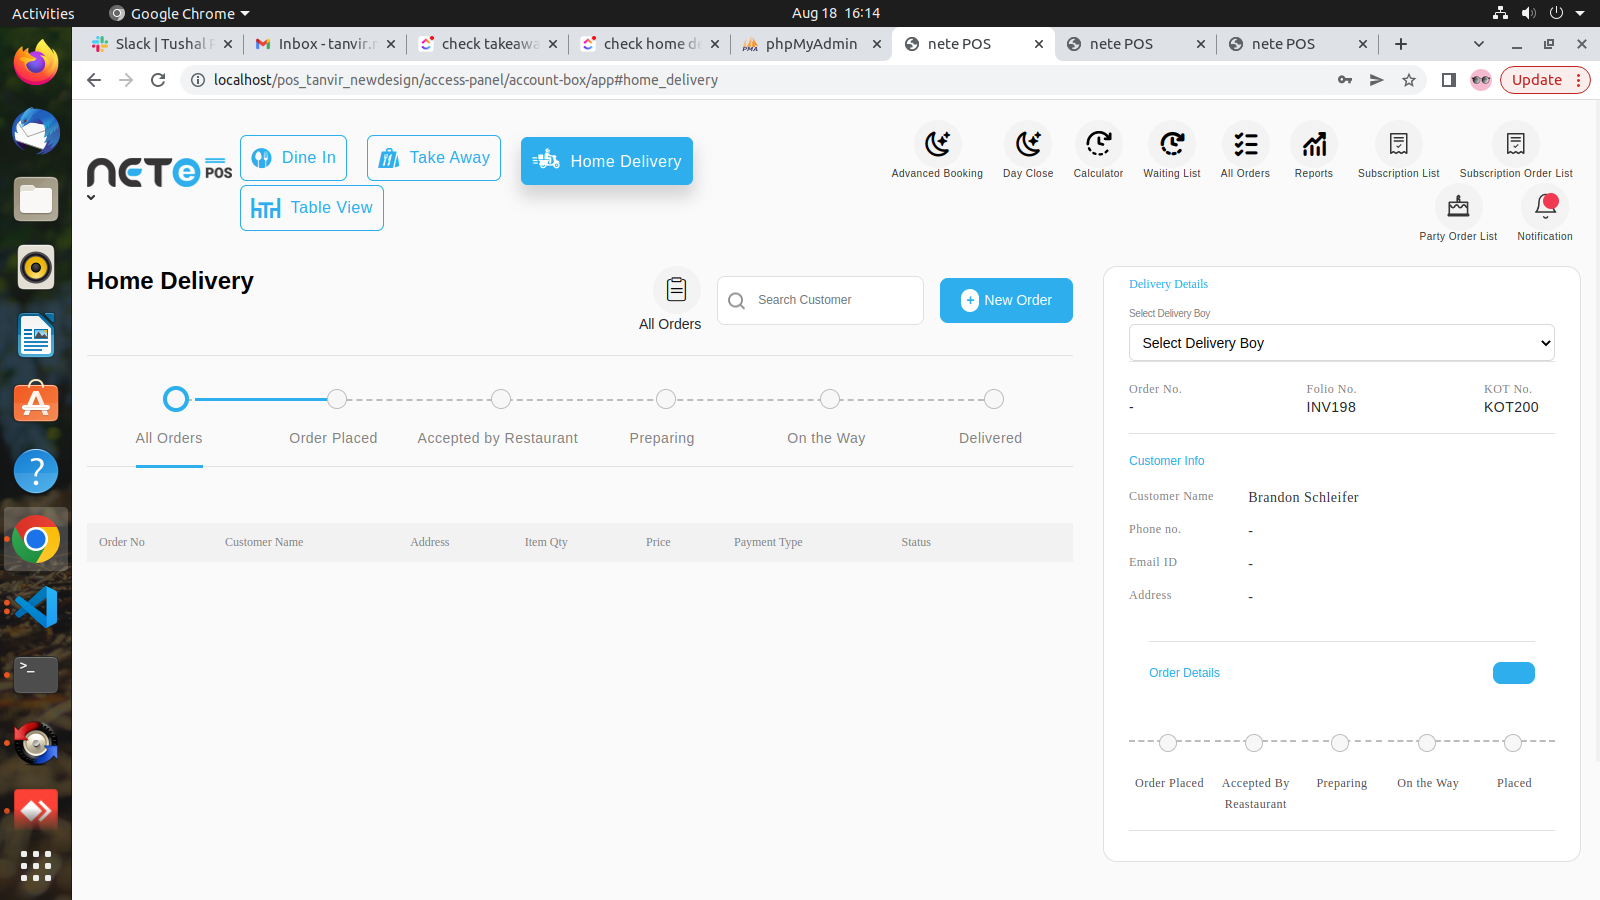 Activities
Google Chrome
Aug 18 16:14
Slack | Tushal
Inbox - tanvir.
check takeawa
check home de
phpMyAdmin
nete POS
nete POS
nete POS
localhost/pos_tanvir_newdesign/access-panel/account-box/app#home_delivery
Update
nete POS
Dine In
Take Away
Home Delivery
Table View
Advanced Booking
Day Close
Calculator
Waiting List
All Orders
Reports
Subscription List
Subscription Order List
Party Order List
Notification
Home Delivery
All Orders
Search Customer
New Order
All Orders
Order Placed
Accepted by Restaurant
Preparing
On the Way
Delivered
Order No
Customer Name
Address
Item Qty
Price
Payment Type
Status
Delivery Details
Select Delivery Boy
Select Delivery Boy
Order No.
Folio No.
KOT No.
-
INV198
KOT200
Customer Info
Customer Name
Brandon Schleifer
Phone no.
-
Email ID
-
Address
-
Order Details
Order Placed
Accepted By
Reastaurant
Preparing
On the Way
Placed